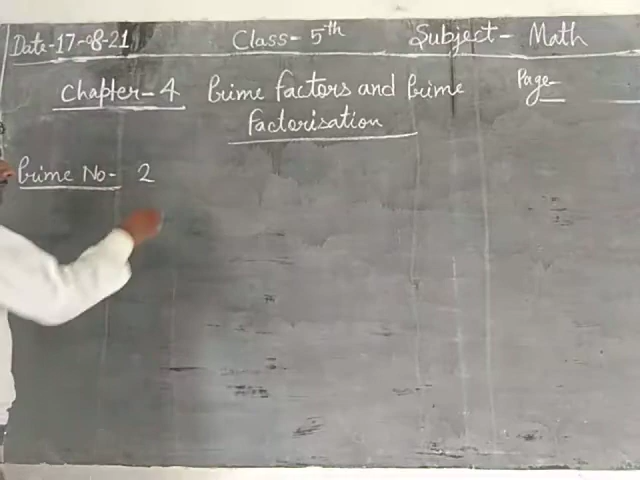 Date-17-08-21 Class-5th Subject-Math
Chapter-4 Prime factors and Prime Page-
factorisation
Prime No- 2